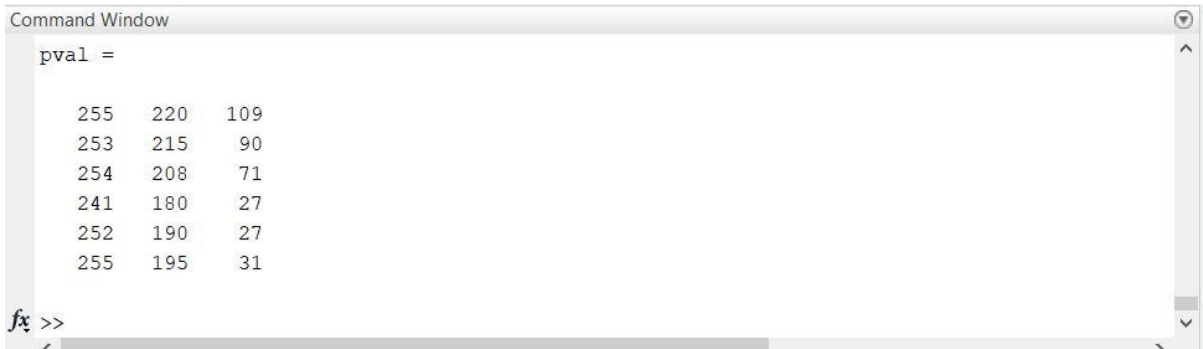 Command Window
pval =
255 220 109
253 215 90
254 208 71
241 180 27
252 190 27
255 195 31
fx >>